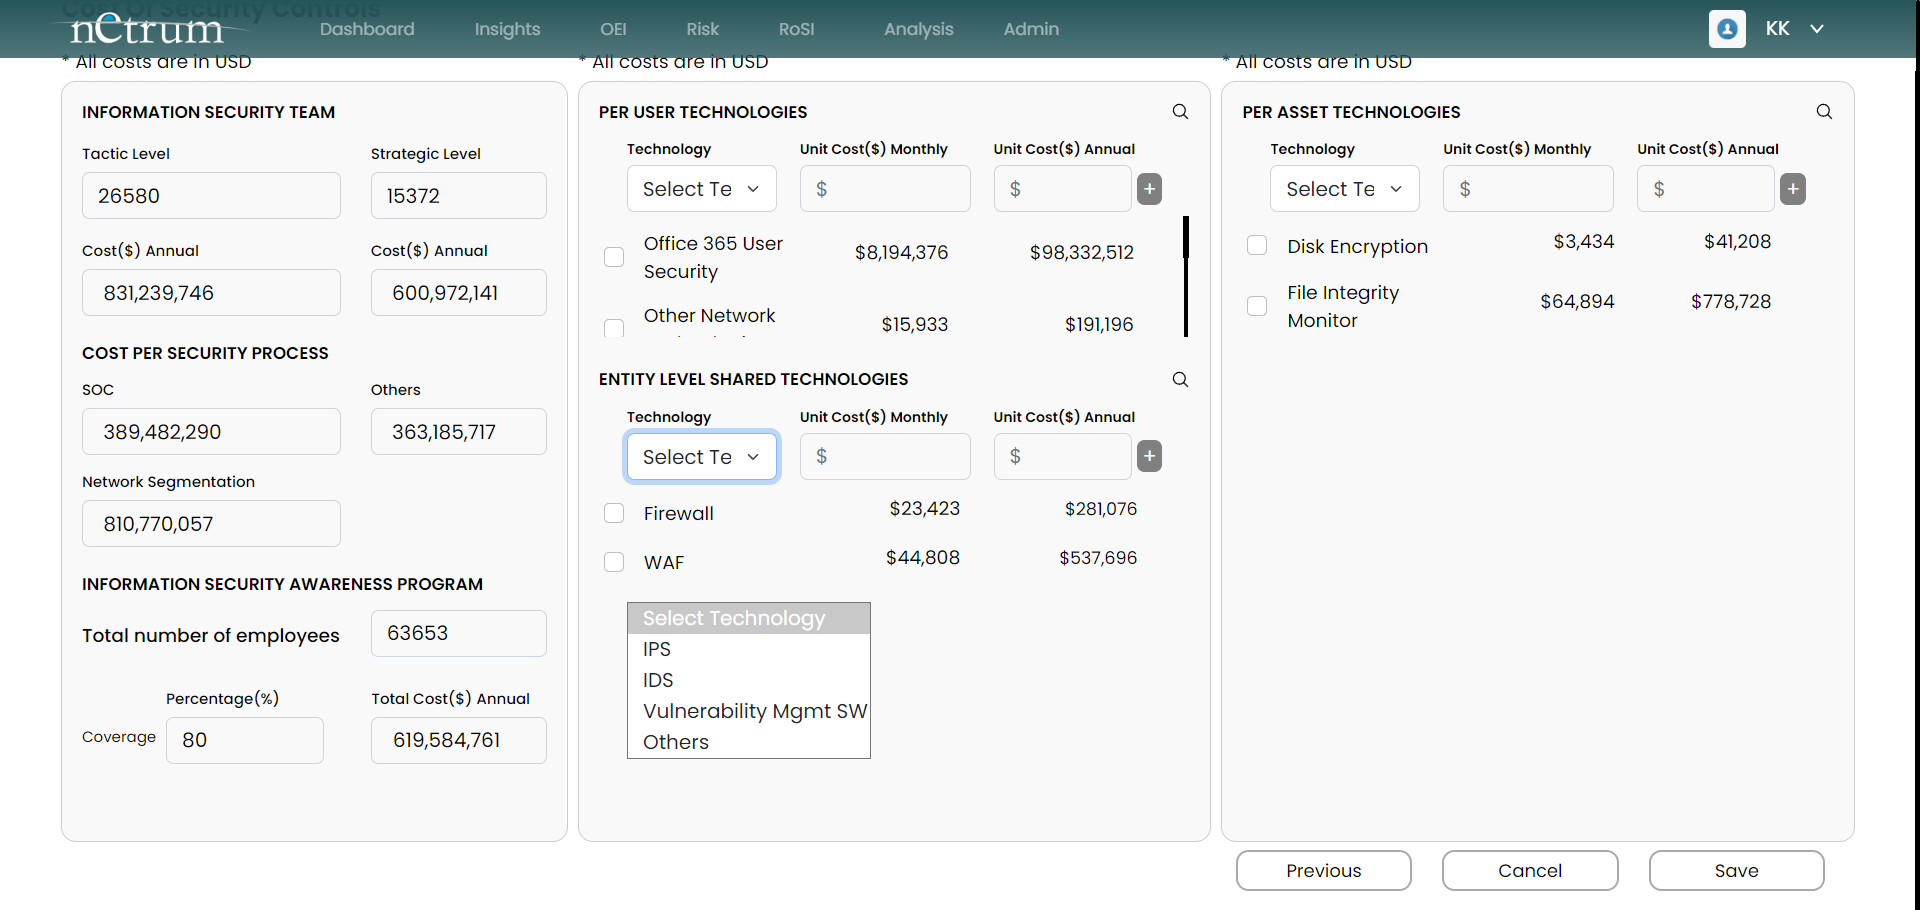 Cost Of Security Controls
netrum
Dashboard Insights OEI Risk RoSI Analysis Admin KK
* All costs are in USD
* All costs are in USD
* All costs are in USD
INFORMATION SECURITY TEAM
Tactic Level Strategic Level
26580 15372
Cost($) Annual Cost($) Annual
831,239,746 600,972,141
COST PER SECURITY PROCESS
SOC Others
389,482,290 363,185,717
Network Segmentation
810,770,057
INFORMATION SECURITY AWARENESS PROGRAM
Total number of employees 63653
Percentage(%) Total Cost($) Annual
Coverage 80 619,584,761
PER USER TECHNOLOGIES
Technology Unit Cost($) Monthly Unit Cost($) Annual
Select Te $ $ +
Office 365 User
Security $8,194,376 $98,332,512
Other Network $15,933 $191,196
ENTITY LEVEL SHARED TECHNOLOGIES
Technology Unit Cost($) Monthly Unit Cost($) Annual
Select Te $ $ +
Firewall $23,423 $281,076
WAF $44,808 $537,696
Select Technology
IPS
IDS
Vulnerability Mgmt SW
Others
PER ASSET TECHNOLOGIES
Technology Unit Cost($) Monthly Unit Cost($) Annual
Select Te $ $ +
Disk Encryption $3,434 $41,208
File Integrity
Monitor $64,894 $778,728
Previous Cancel Save